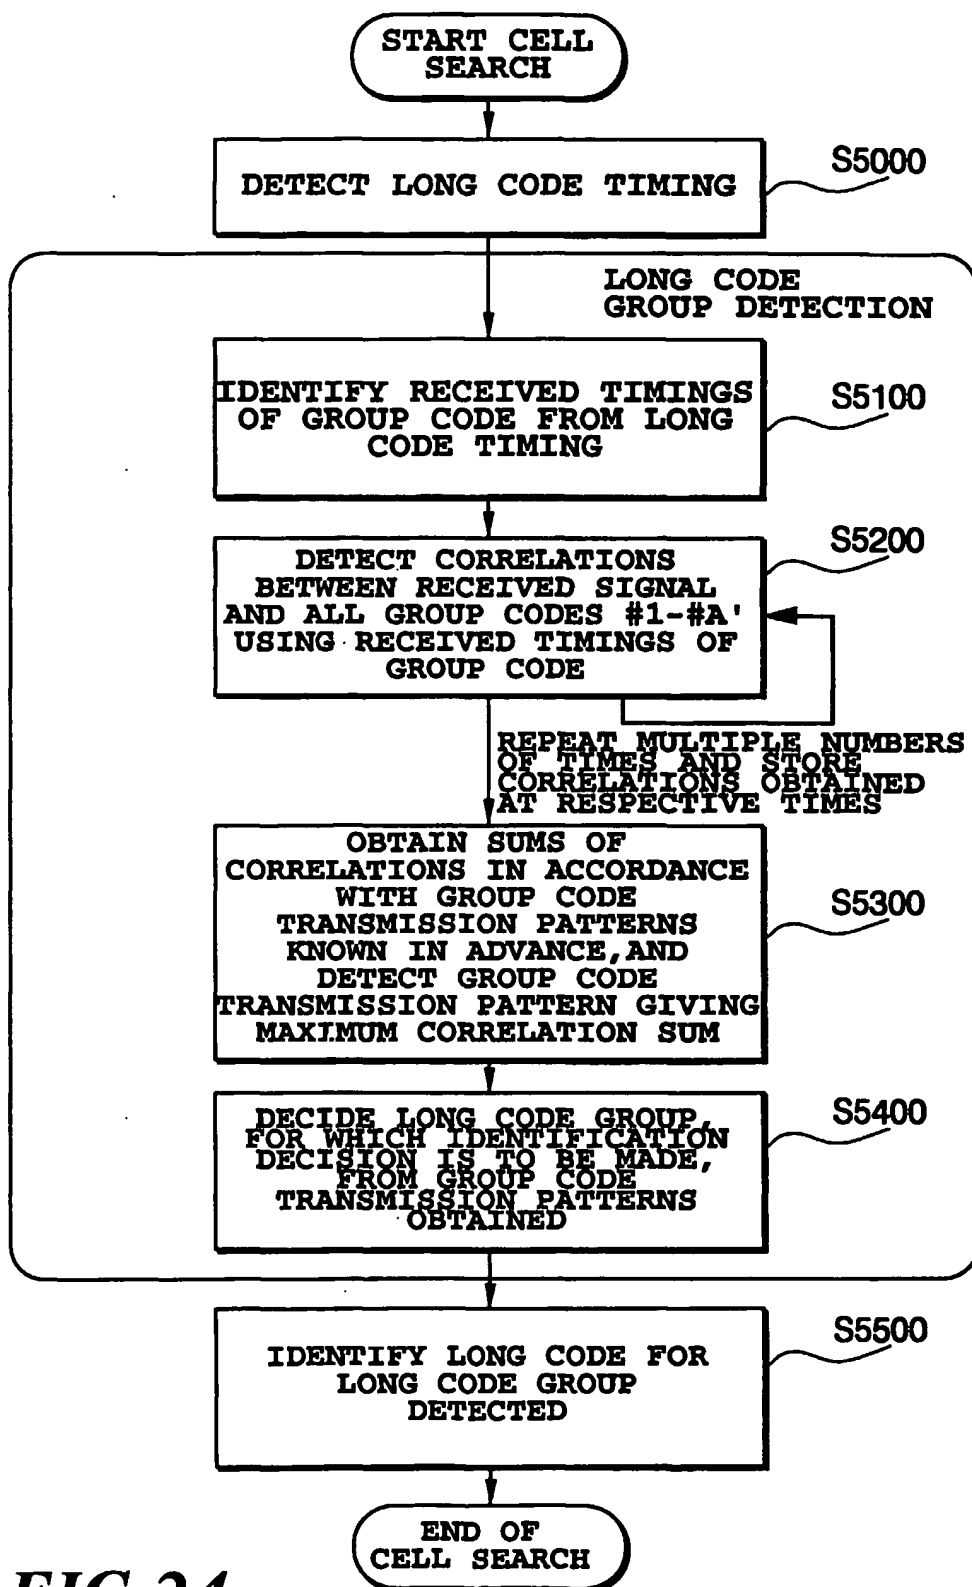 START CELL
SEARCH
S5000
DETECT LONG CODE TIMING
LONG CODE
GROUP DETECTION
IDENTIFY RECEIVED TIMINGS
OF GROUP CODE FROM LONG
CODE TIMING
S5100
S5200
DETECT CORRELATIONS
BETWEEN RECEIVED SIGNAL
AND ALL GROUP CODES #1-#A'
USING RECEIVED TIMINGS OF
GROUP CODE
REPEAT MULTIPLE NUMBERS
OF TIMES AND STORE
CORRELATIONS OBTAINED
AT RESPECTIVE TIMES
OBTAIN SUMS OF
CORRELATIONS IN ACCORDANCE
WITH GROUP CODE
TRANSMISSION PATTERNS
KNOWN IN ADVANCE,AND
DETECT GROUP CODE
TRANSMISSION PATTERN GIVING
MAXIMUM CORRELATION SUM
S5300
DECIDE LONG CODE GROUP,
FOR WHICH IDENTIFICATION
DECISION IS TO BE MADE,
FROM GROUP CODE
TRANSMISSION PATTERNS
OBTAINED
S5400
S5500
IDENTIFY LONG CODE FOR
LONG CODE GROUP
DETECTED
END OF
CELL SEARCH
FIG.24